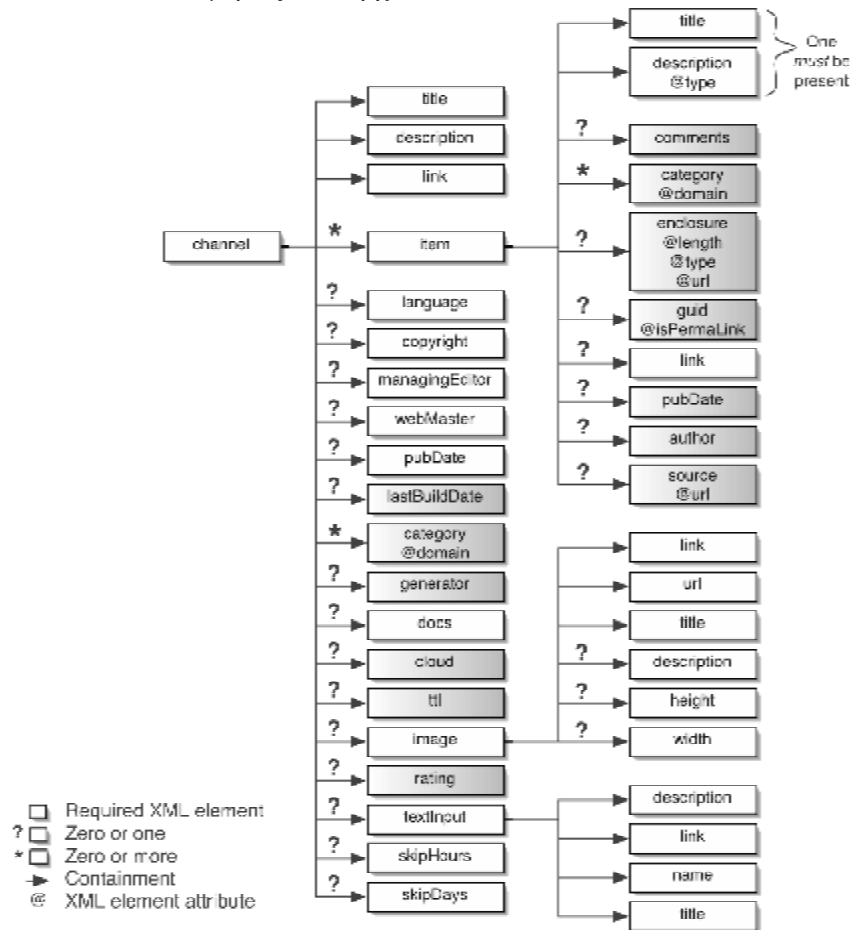 channel
title
description
link
*
item
?
language
?
copyright
?
managingEditor
?
webMaster
?
pubDate
?
lastBuildDate
*
category
@domain
?
generator
?
docs
?
cloud
?
ttl
?
image
?
rating
?
textInput
?
skipHours
?
skipDays
title
description
@type
One
must be
present
?
comments
*
category
@domain
?
enclosure
@length
@type
@url
?
guid
@isPermaLink
?
link
?
pubDate
?
author
?
source
@url
link
url
title
?
description
?
height
?
width
description
link
name
title
Required XML element
? Zero or one
* Zero or more
Containment
@ XML element attribute